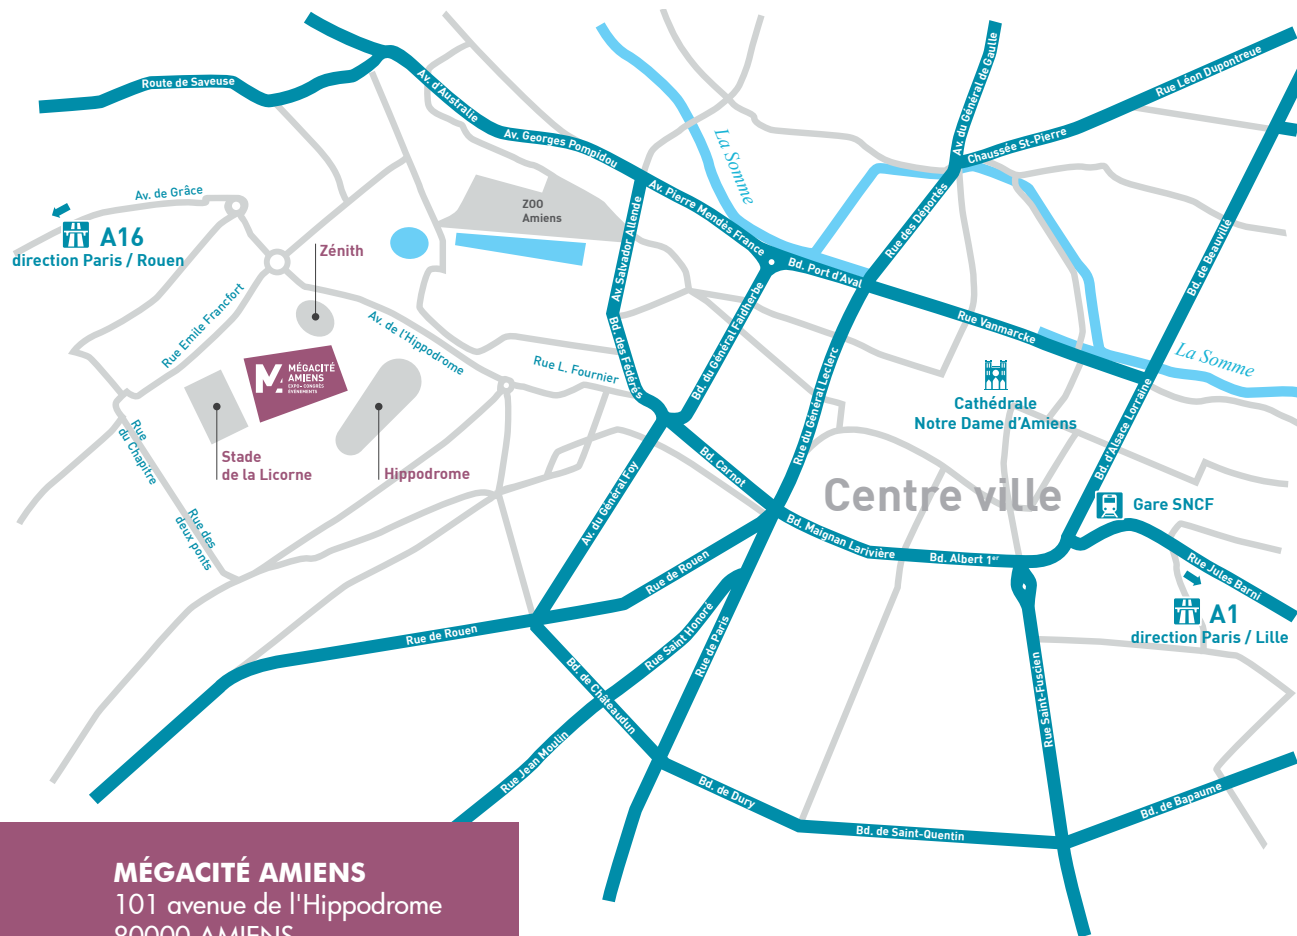 Route de Saveuse
Av. d'Australie
Av. Georges Pompidou
Av. du Général de Gaulle
Rue Léon Dupontreue
Chaussée St-Pierre
La Somme
Av. de Grâce
A16
direction Paris / Rouen
ZOO
Amiens
Av. Pierre Mendès France
Av. Salvador Allende
Rue des Déportés
Bd. de Beauvillé
Zénith
Bd. Port d'Aval
Rue Emile Francfort
Av. de l'Hippodrome
Bd. des Fédérés
Bd. du Général Faidherbe
Rue Vanmarcke
La Somme
MÉGACITÉ
AMIENS
EXPO • CONGRÈS
ÉVÉNEMENTS
Rue L. Fournier
Rue du Général Leclerc
Cathédrale
Notre Dame d'Amiens
Bd. d'Alsace Lorraine
Rue
du Chapitre
Stade
de la Licorne
Hippodrome
Bd. Carnot
Centre ville
Gare SNCF
Av. du Général Foy
Rue des
deux ponts
Bd. Maignan Larivière
Bd. Albert 1er
Rue Jules Barni
A1
direction Paris / Lille
Rue de Rouen
Rue de Rouen
Rue Saint Honoré
Rue de Paris
Bd. de Châteaudun
Rue Saint-Fuscien
Rue Jean Moulin
Bd. de Dury
Bd. de Saint-Quentin
Bd. de Bapaume
MÉGACITÉ AMIENS
101 avenue de l'Hippodrome
80000 AMIENS